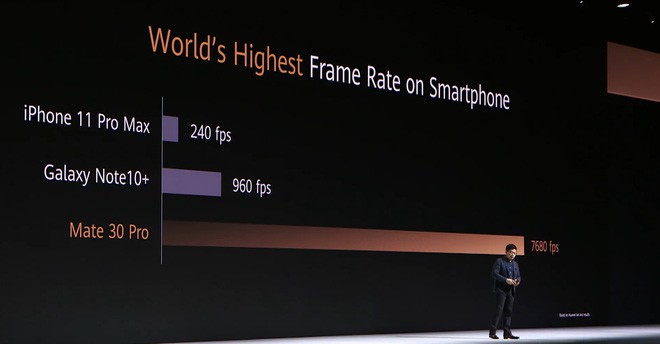 World's Highest Frame Rate on Smartphone
iPhone 11 Pro Max 240 fps
Galaxy Note10+ 960 fps
Mate 30 Pro 7680 fps